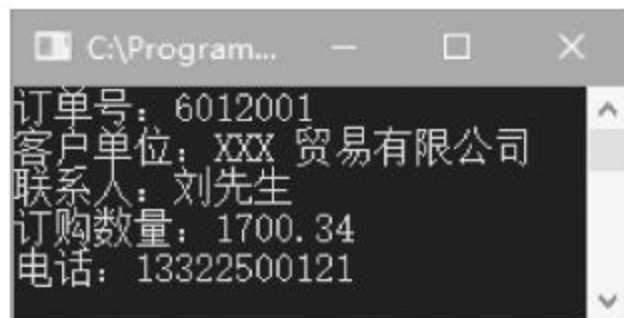 C:\Program...
订单号：6012001
客户单位：XXX 贸易有限公司
联系人：刘先生
订购数量：1700.34
电话：13322500121